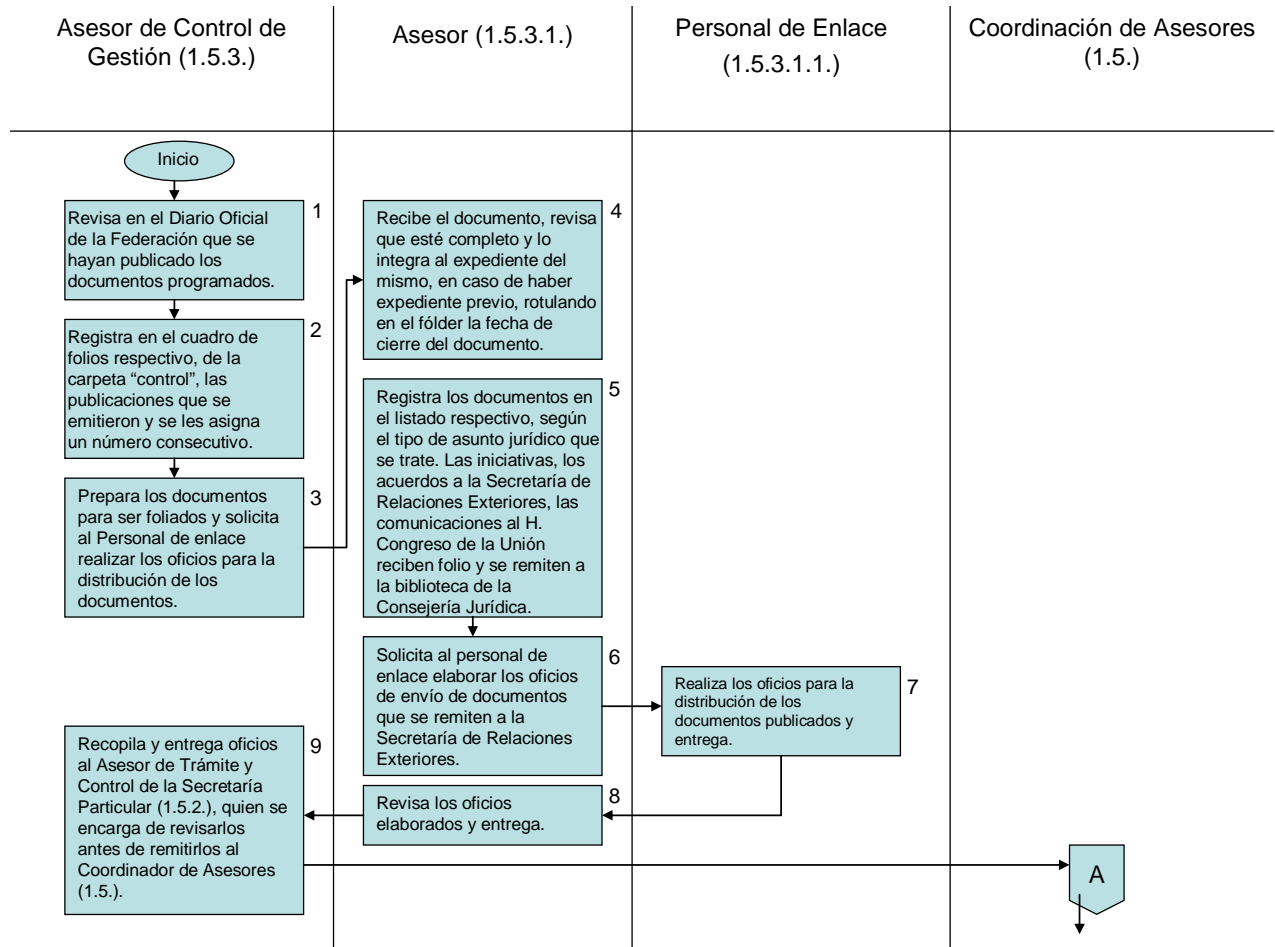 Asesor de Control de
Gestión (1.5.3.)
Asesor (1.5.3.1.)
Personal de Enlace
(1.5.3.1.1.)
Coordinación de Asesores
(1.5.)
Inicio
1
Revisa en el Diario Oficial
de la Federación que se
hayan publicado los
documentos programados.
2
Registra en el cuadro de
folios respectivo, de la
carpeta “control”, las
publicaciones que se
emitieron y se les asigna
un número consecutivo.
3
Prepara los documentos
para ser foliados y solicita
al Personal de enlace
realizar los oficios para la
distribución de los
documentos.
4
Recibe el documento, revisa
que esté completo y lo
integra al expediente del
mismo, en caso de haber
expediente previo, rotulando
en el fólder la fecha de
cierre del documento.
5
Registra los documentos en
el listado respectivo, según
el tipo de asunto jurídico que
se trate. Las iniciativas, los
acuerdos a la Secretaría de
Relaciones Exteriores, las
comunicaciones al H.
Congreso de la Unión
reciben folio y se remiten a
la biblioteca de la
Consejería Jurídica.
6
Solicita al personal de
enlace elaborar los oficios
de envío de documentos
que se remiten a la
Secretaría de Relaciones
Exteriores.
7
Realiza los oficios para la
distribución de los
documentos publicados y
entrega.
8
Revisa los oficios
elaborados y entrega.
9
Recopila y entrega oficios
al Asesor de Trámite y
Control de la Secretaría
Particular (1.5.2.), quien se
encarga de revisarlos
antes de remitirlos al
Coordinador de Asesores
(1.5.).
A